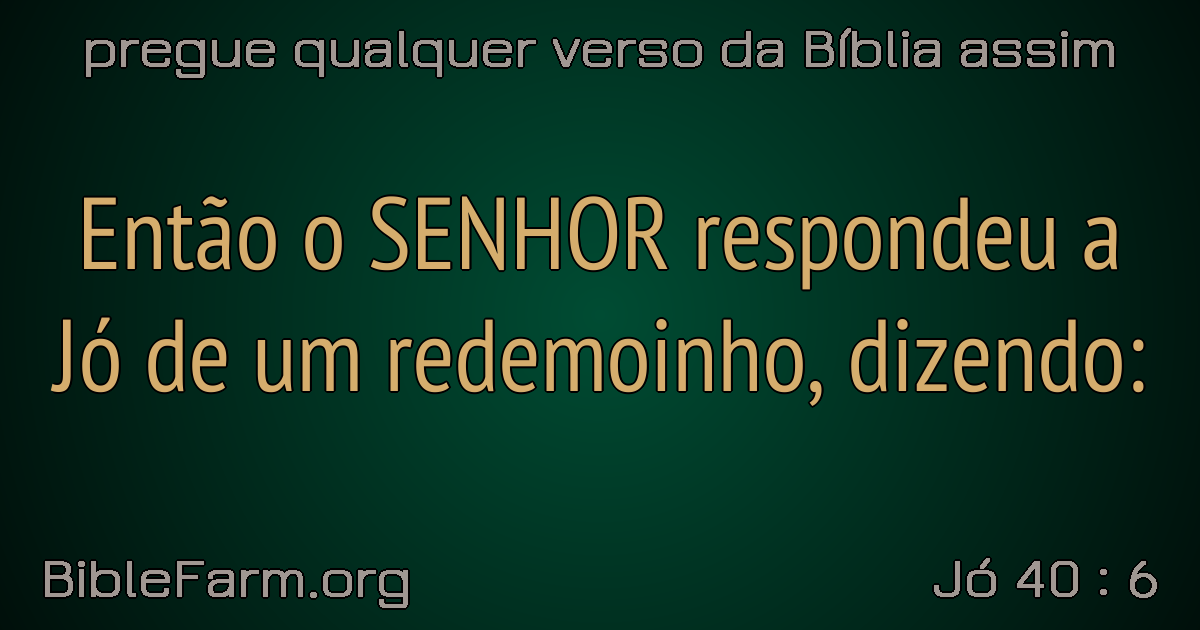 pregue qualquer verso da Bíblia assim
Então o SENHOR respondeu a
Jó de um redemoinho, dizendo:
BibleFarm.org
Jó 40 : 6